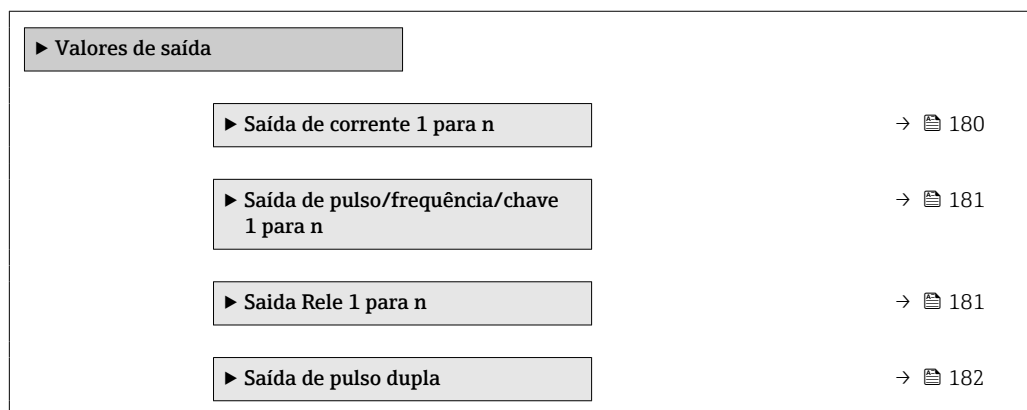 ▶ Valores de saída
▶ Saída de corrente 1 para n → 180
▶ Saída de pulso/frequência/chave → 181
1 para n
▶ Saida Rele 1 para n → 181
▶ Saída de pulso dupla → 182